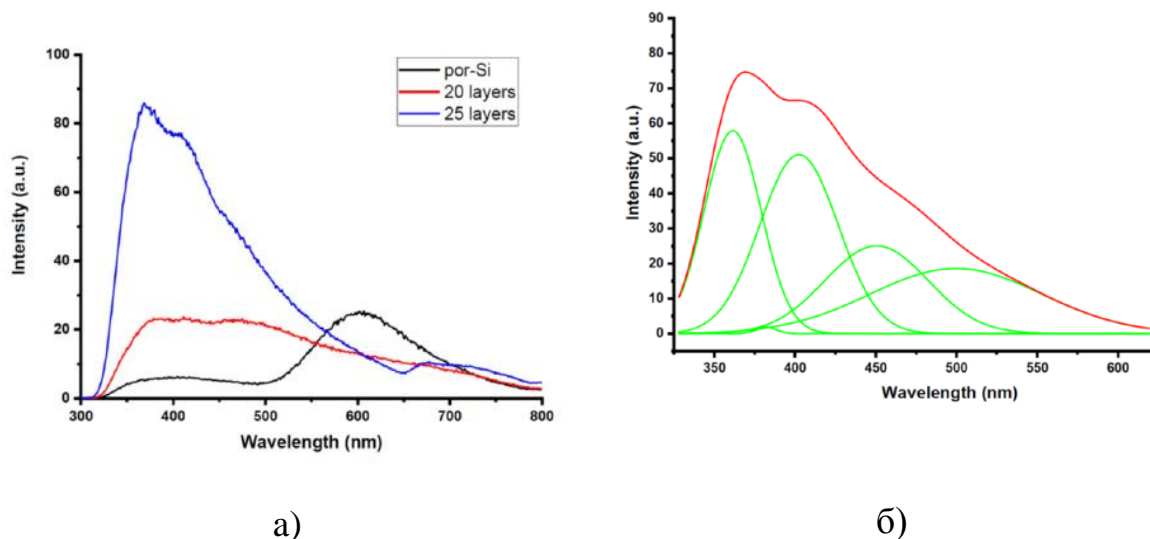 100
80
60
40
20
0
Intensity (a.u.)
por-Si
20 layers
25 layers
300 400 500 600 700 800
Wavelength (nm)
а)
90
80
70
60
50
40
30
20
10
0
Intensity (a.u.)
350 400 450 500 550 600
Wavelength (nm)
б)